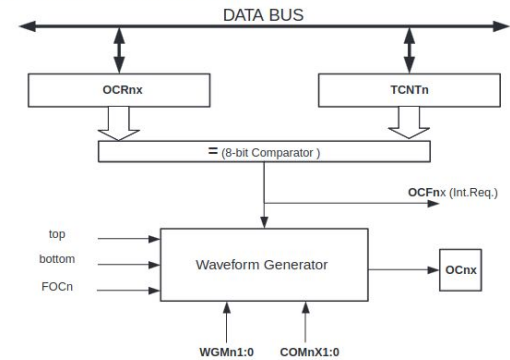 DATA BUS
OCRnx
TCNTn
= (8-bit Comparator )
OCFnx (Int.Req.)
top
bottom
FOCn
Waveform Generator
OCnx
WGMn1:0
COMnX1:0